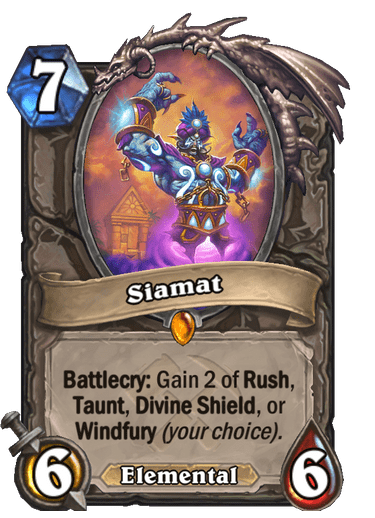 7
Siamat
Battlecry: Gain 2 of Rush,
Taunt, Divine Shield, or
Windfury (your choice).
6
Elemental
6